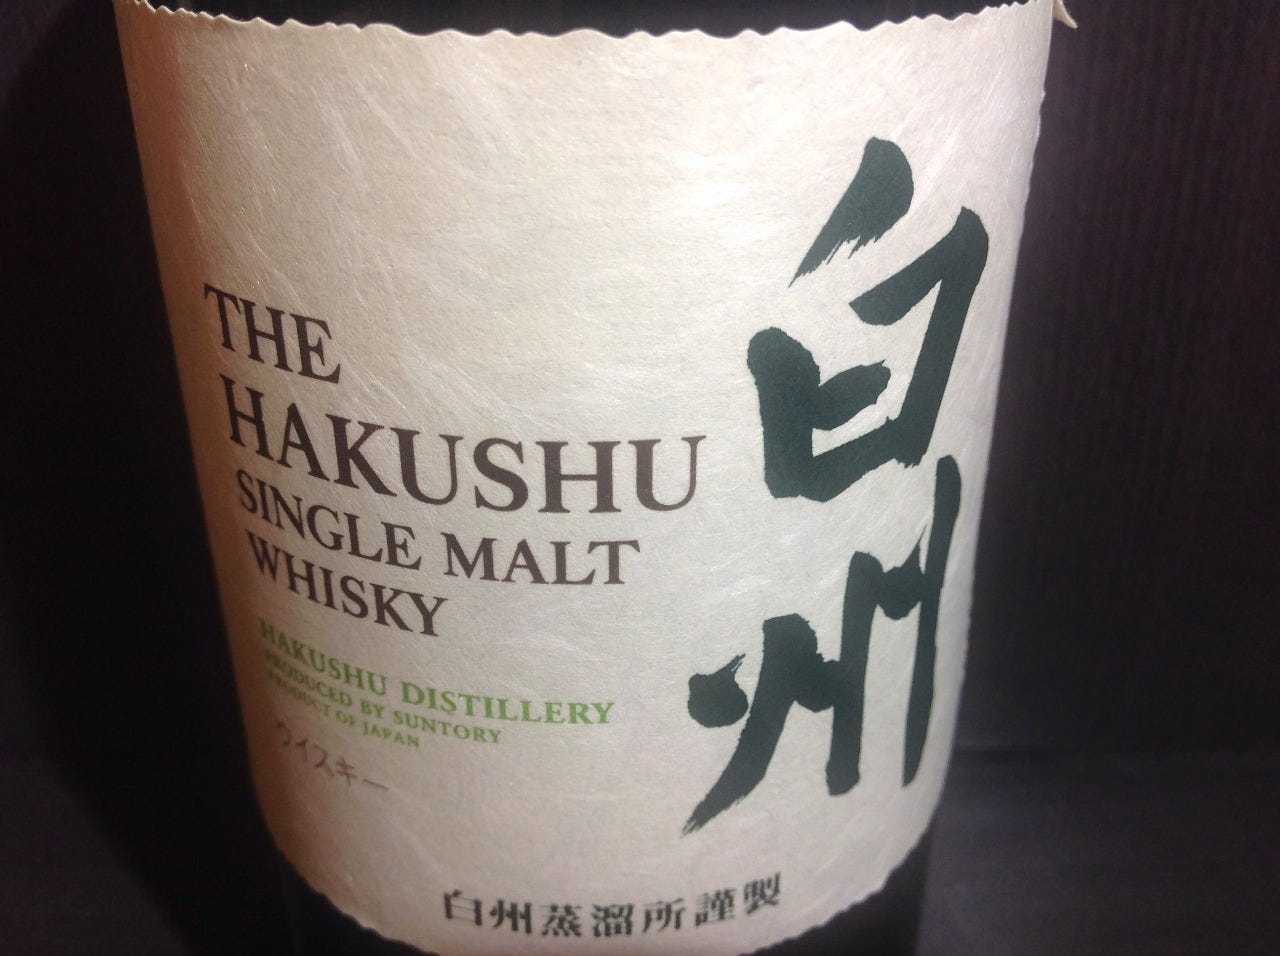 THE
HAKUSHU
SINGLE MALT
WHISKY
HAKUSHU DISTILLERY
PRODUCED BY SUNTORY
PRODUCT OF JAPAN
ウイスキー
白州
白州蒸溜所謹製